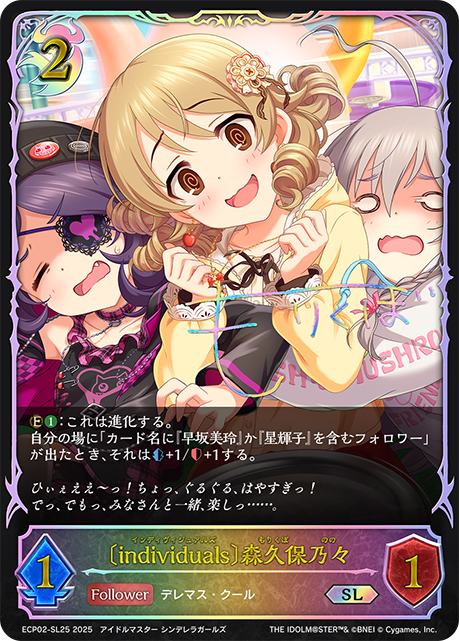 2
もりくぼ
MUSHRO
E 1：これは進化する。
自分の場に「カード名に『早坂美玲』か『星輝子』を含むフォロワー」
が出たとき、それは+1/+1する。
ひぃぇええ〜っ！ちょっ、ぐるぐる、はやすぎっ！
でっ、でもっ、みなさんと一緒、楽しっ……。
インディヴィジュアルズ もりくぼ のの
〔individuals〕森久保乃々
1
Follower デレマス・クール
SL
1
ECP02-SL25 2025 アイドルマスター シンデレラガールズ
THE IDOLM@STER™& ©BNEI © Cygames, Inc.